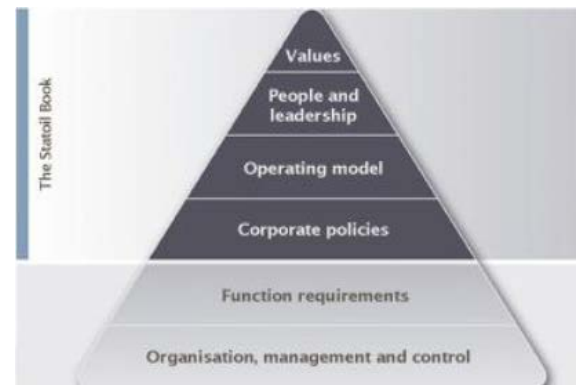 The Statoil Book
Values
People and
leadership
Operating model
Corporate policies
Function requirements
Organisation, management and control